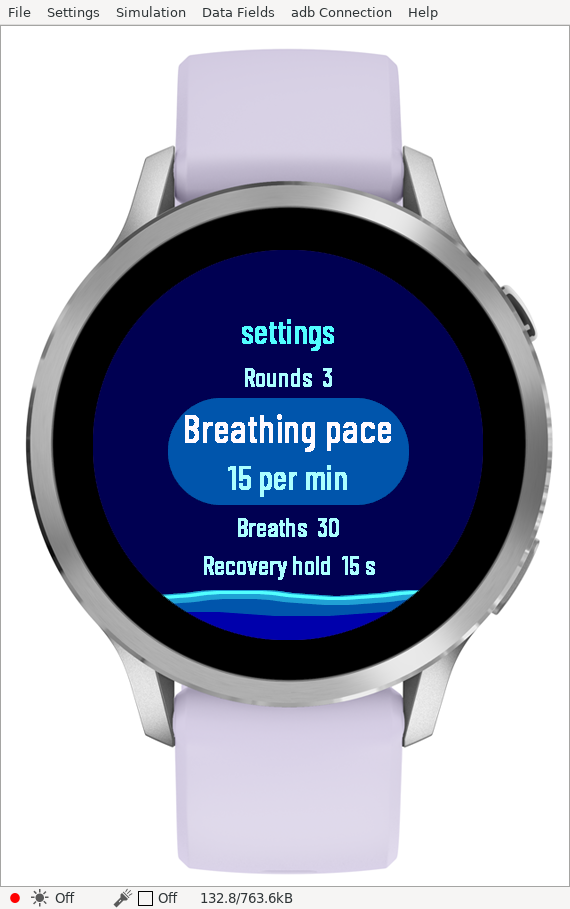 File Settings Simulation Data Fields adb Connection Help
settings
Rounds 3
Breathing pace
15 per min
Breaths 30
Recovery hold 15 s
Off Off 132.8/763.6kB